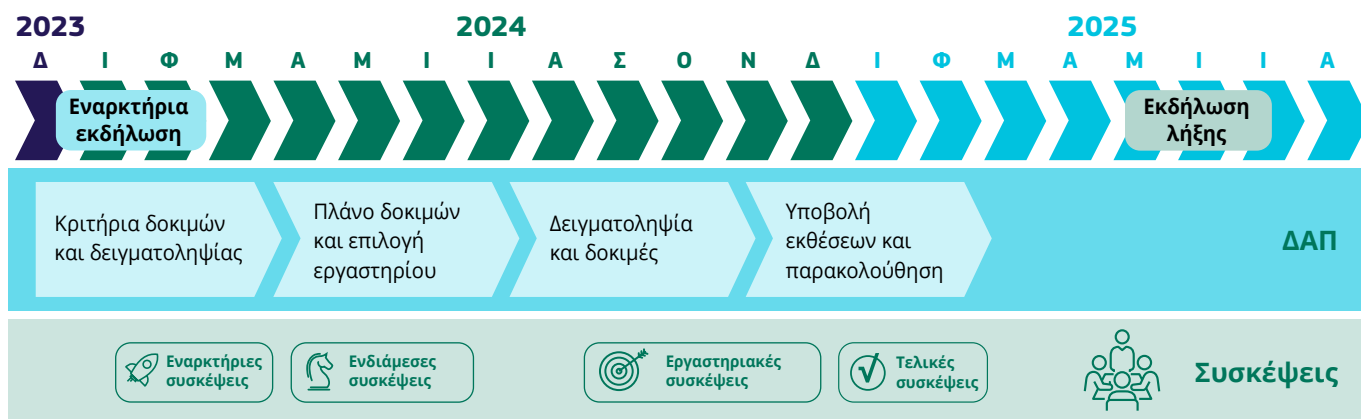 2023 2024 2025
Δ Ι Φ Μ Α Μ Ι Ι Α Σ Ο Ν Δ Ι Φ Μ Α Μ Ι Ι Α
Εναρκτήρια
εκδήλωση
Εκδήλωση
λήξης
Κριτήρια δοκιμών
και δειγματοληψίας
Πλάνο δοκιμών
και επιλογή
εργαστηρίου
Δειγματοληψία
και δοκιμές
Υποβολή
εκθέσεων και
παρακολούθηση
ΔΑΠ
Εναρκτήριες
συσκέψεις
Ενδιάμεσες
συσκέψεις
Εργαστηριακές
συσκέψεις
Τελικές
συσκέψεις
Συσκέψεις